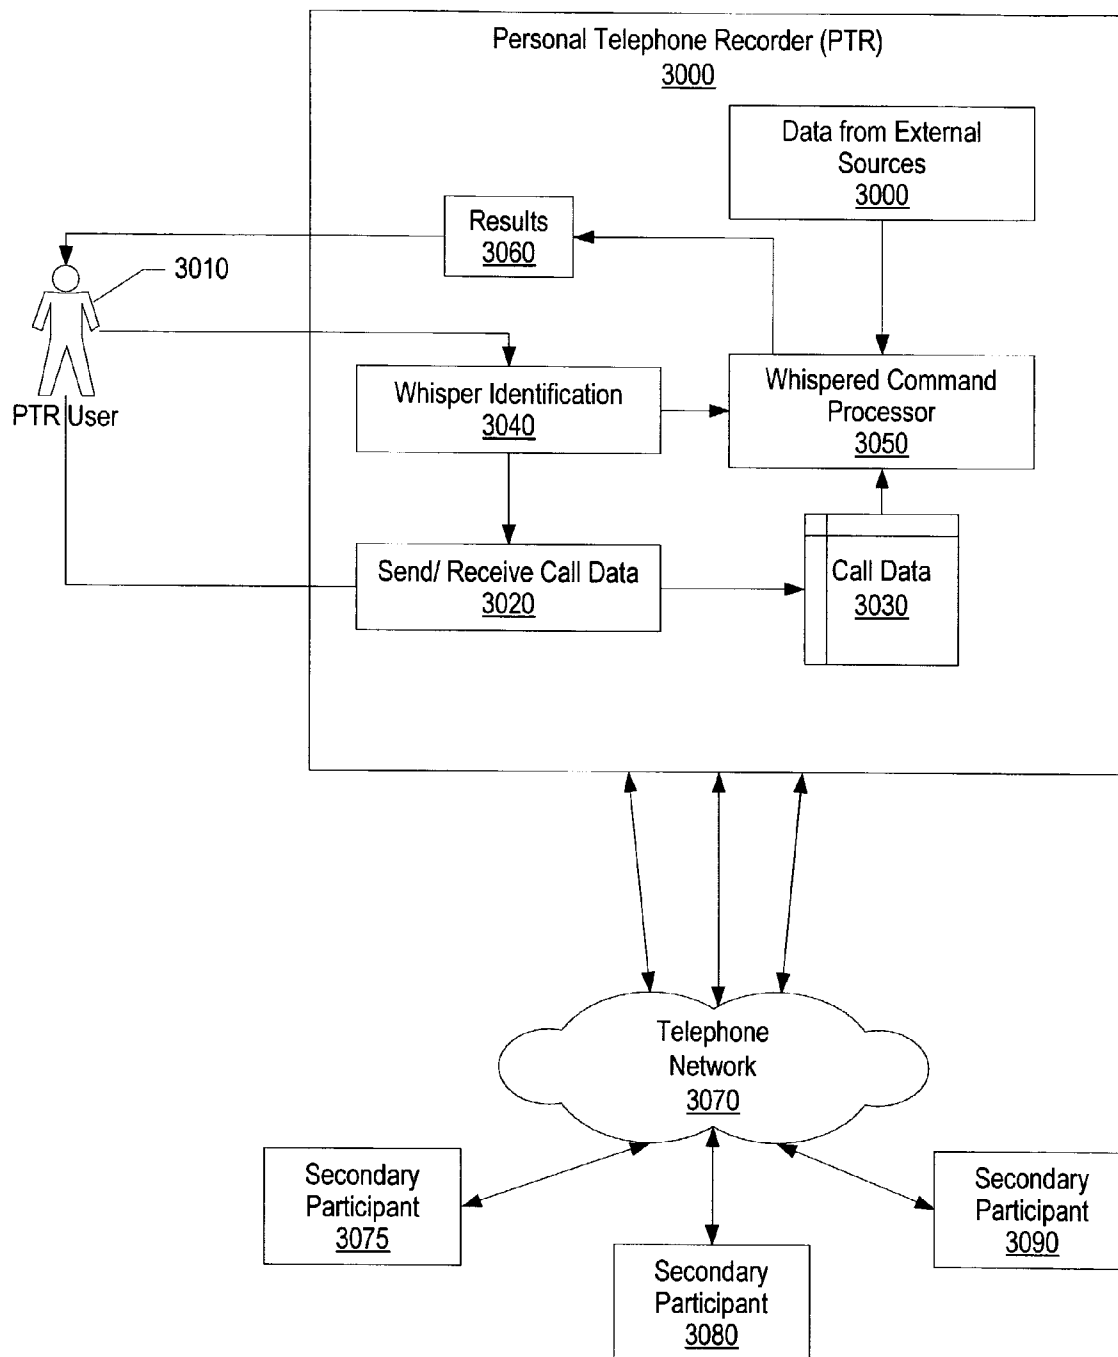 Personal Telephone Recorder (PTR)
3000
Data from External
Sources
3000
Results
3060
3010
PTR User
Whisper Identification
3040
Whispered Command
Processor
3050
Send/ Receive Call Data
3020
Call Data
3030
Telephone
Network
3070
Secondary
Participant
3075
Secondary
Participant
3080
Secondary
Participant
3090